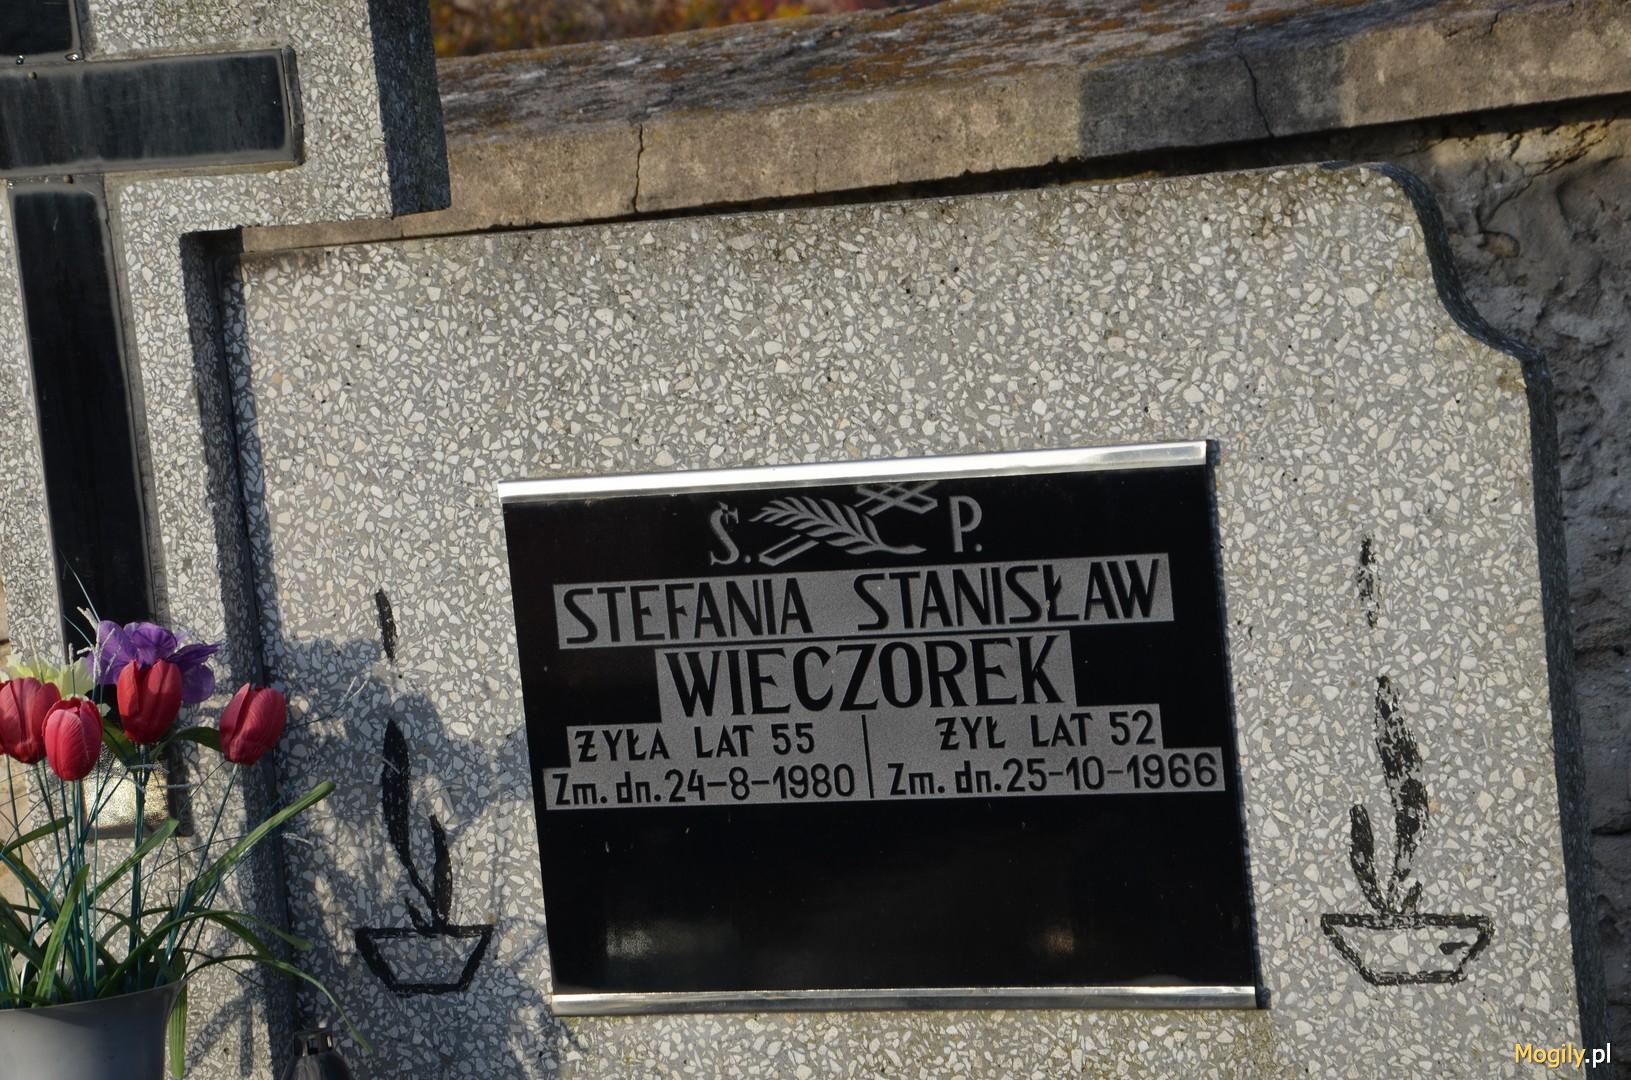 Ś. P.
STEFANIA STANISŁAW
WIECZOREK
ŻYŁA LAT 55
Zm. dn. 24-8-1980
ŻYŁ LAT 52
Zm. dn. 25-10-1966
Mogily.pl